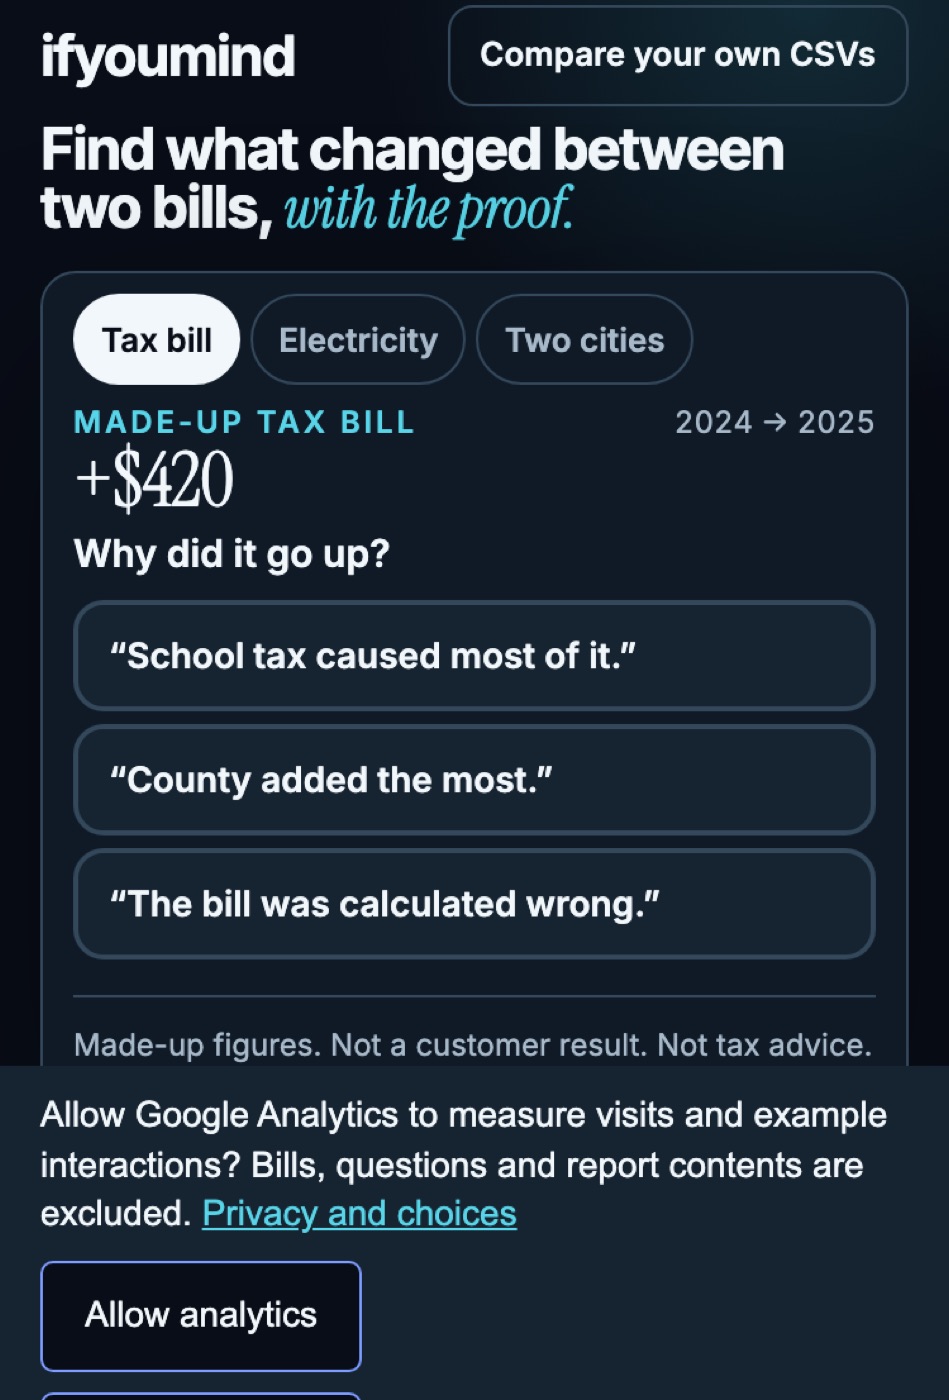 ifyoumind
Compare your own CSVs
Find what changed between
two bills, with the proof.
Tax bill
Electricity
Two cities
MADE-UP TAX BILL
2024 → 2025
+$420
Why did it go up?
“School tax caused most of it.”
“County added the most.”
“The bill was calculated wrong.”
Made-up figures. Not a customer result. Not tax advice.
Allow Google Analytics to measure visits and example
interactions? Bills, questions and report contents are
excluded. Privacy and choices
Allow analytics